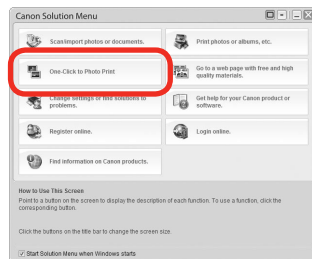 Canon Solution Menu
Scan/Import photos or documents.
Print photos or albums, etc.
One-Click to Photo Print
Go to a web page with free and high
quality materials.
Change settings or find solutions to
problems.
Get help for your Canon product or
software.
Register online.
Login online.
Find information on Canon products.
How to Use This Screen
Point to a button on the screen to display the description of each function. To use a function, click the
corresponding button.
Click the buttons on the title bar to change the screen size.
Start Solution Menu when Windows starts